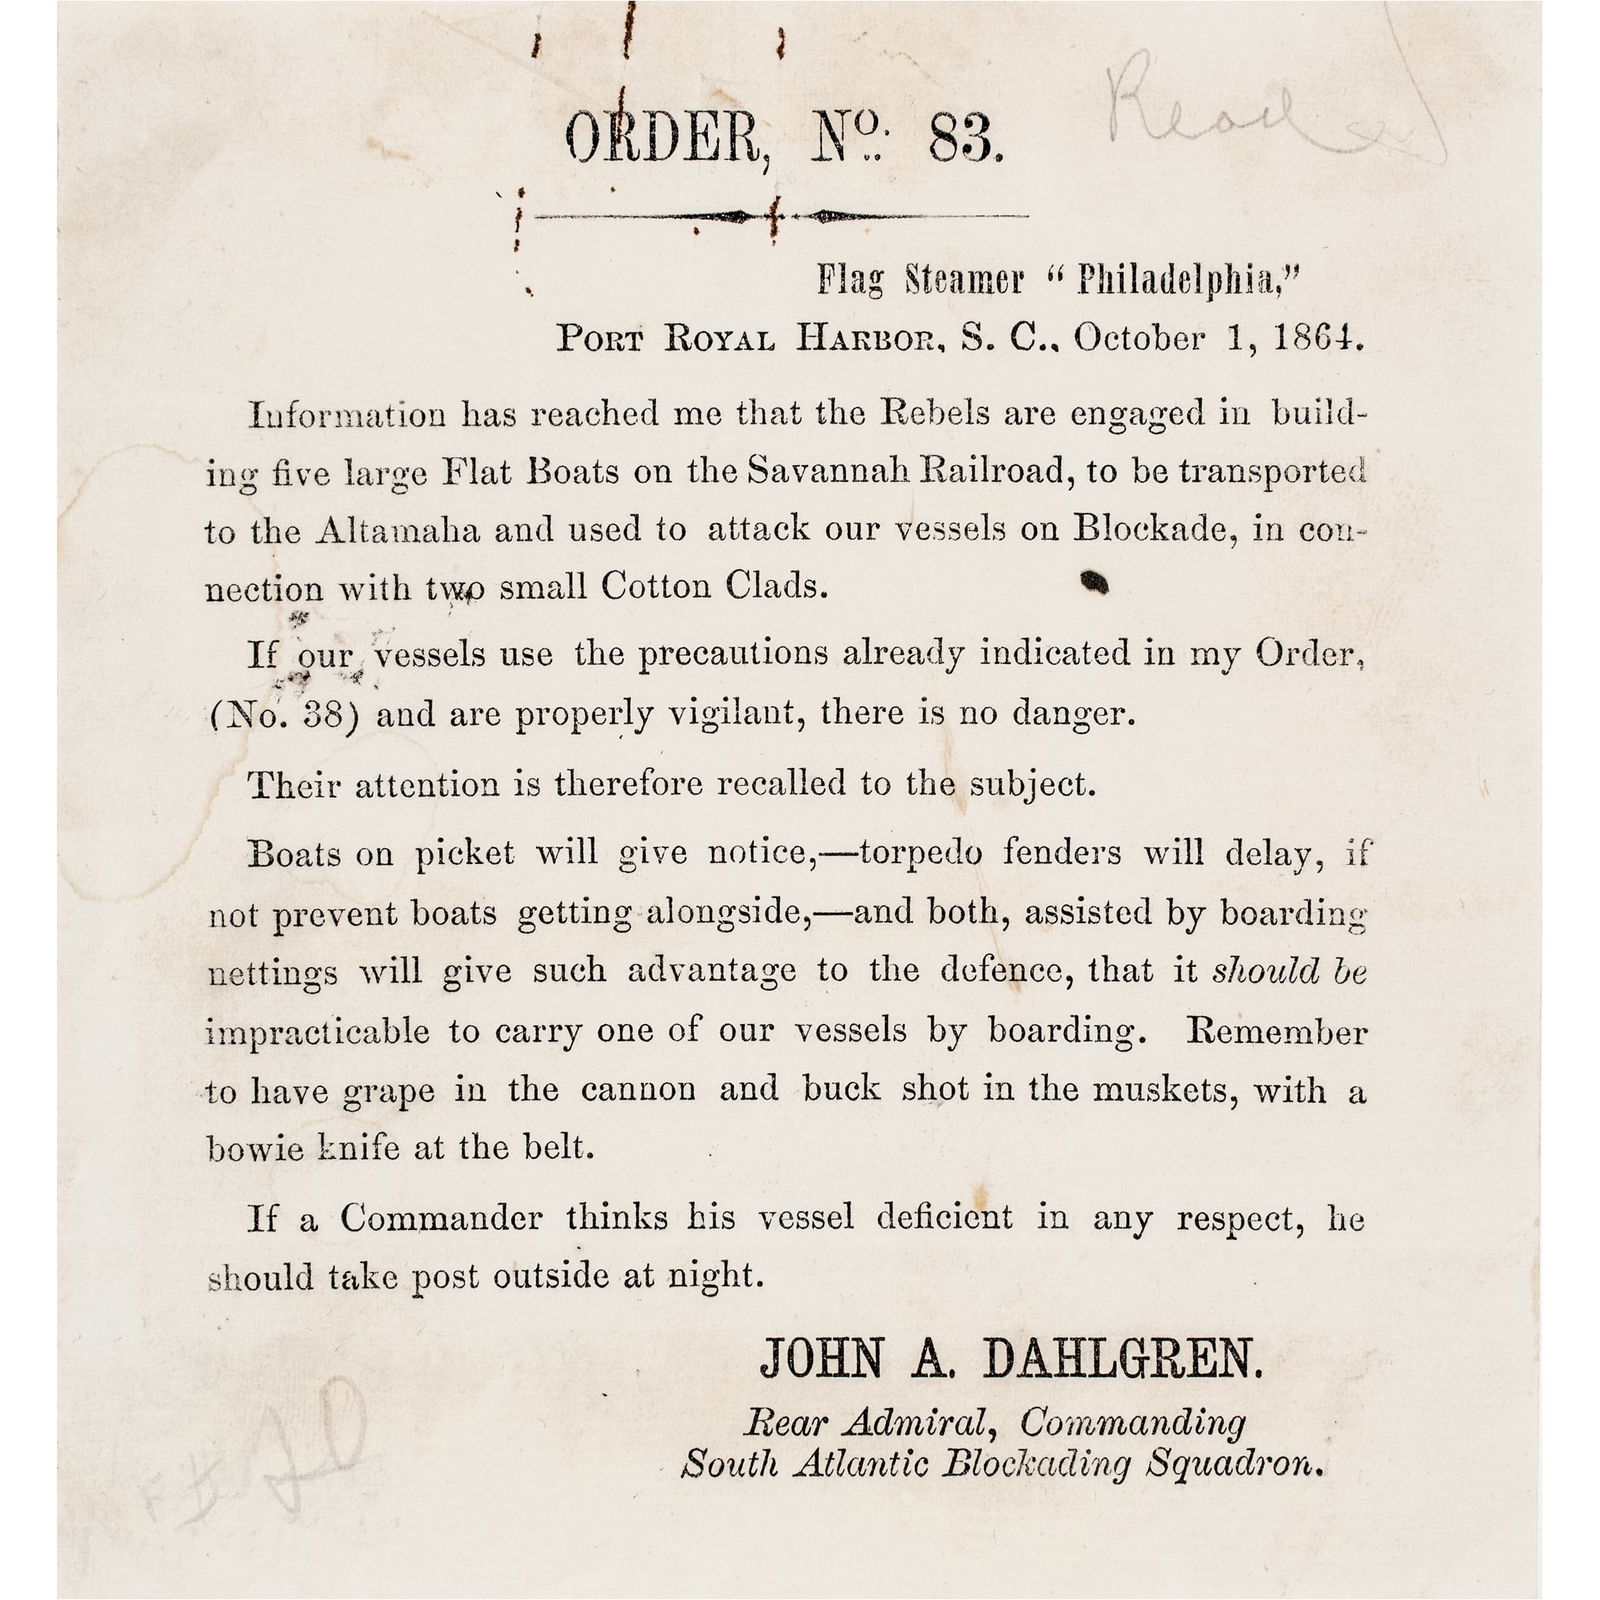 Read
ORDER, No. 83.
Flag Steamer "Philadelphia,"
PORT ROYAL HARBOR, S. C., October 1, 1864.
Information has reached me that the Rebels are engaged in build-
ing five large Flat Boats on the Savannah Railroad, to be transported
to the Altamaha and used to attack our vessels on Blockade, in con-
nection with two small Cotton Clads.
If our vessels use the precautions already indicated in my Order,
(No. 38) and are properly vigilant, there is no danger.
Their attention is therefore recalled to the subject.
Boats on picket will give notice,—torpedo fenders will delay, if
not prevent boats getting alongside,—and both, assisted by boarding
nettings will give such advantage to the defence, that it should be
impracticable to carry one of our vessels by boarding. Remember
to have grape in the cannon and buck shot in the muskets, with a
bowie knife at the belt.
If a Commander thinks his vessel deficient in any respect, he
should take post outside at night.
JOHN A. DAHLGREN.
Rear Admiral, Commanding
South Atlantic Blockading Squadron.